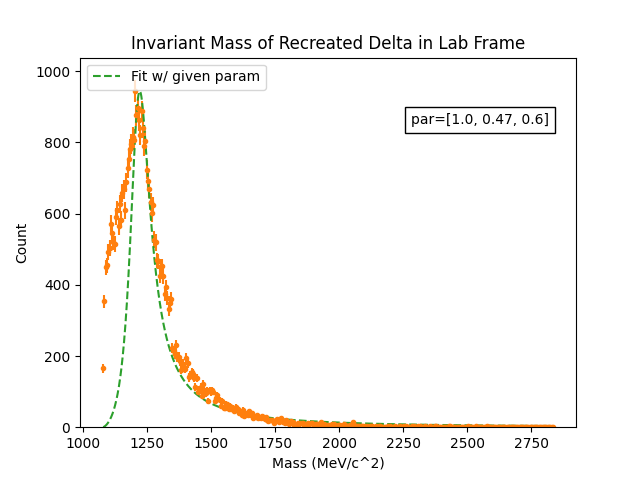 Invariant Mass of Recreated Delta in Lab Frame
Fit w/ given param
par=[1.0, 0.47, 0.6]
1000
800
600
400
200
0
Count
1000
1250
1500
1750
2000
2250
2500
2750
Mass (MeV/c^2)